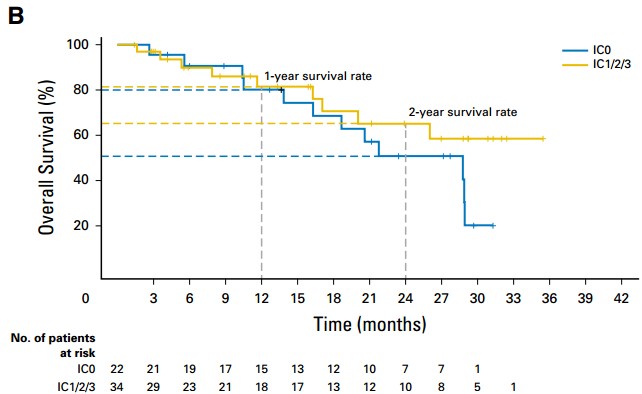 B
100
80
60
40
20
0
Overall Survival (%)
IC0
IC1/2/3
1-year survival rate
2-year survival rate
3 6 9 12 15 18 21 24 27 30 33 36 39 42
Time (months)
No. of patients
at risk
IC0 22 21 19 17 15 13 12 10 7 7 1
IC1/2/3 34 29 23 21 18 17 13 12 10 8 5 1